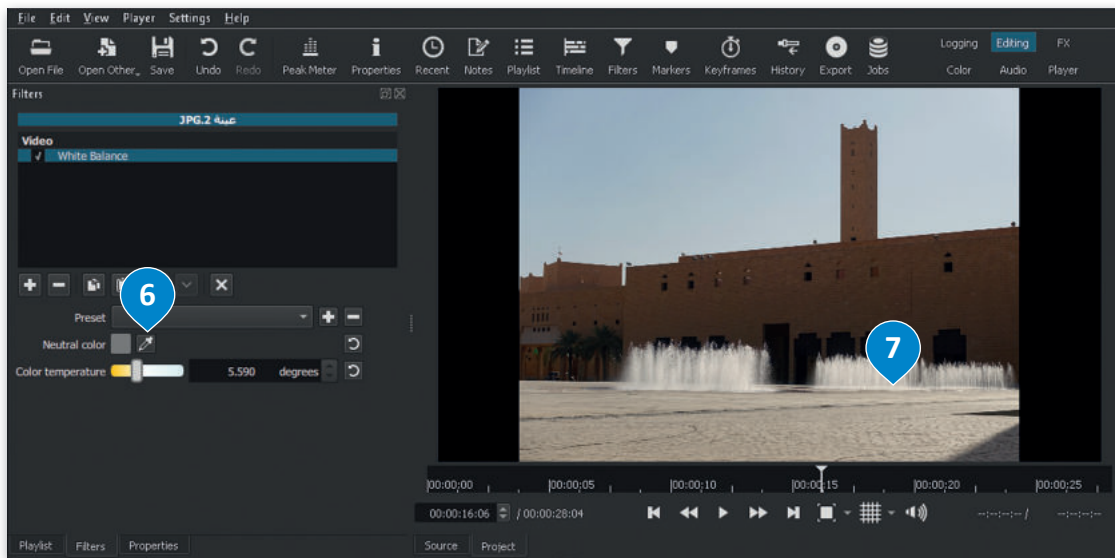 File Edit View Player Settings Help
Open File Open Other... Save Undo Redo Peak Meter Properties Recent Notes Playlist Timeline Filters Markers Keyframes History Export Jobs
Logging Editing FX
Color Audio Player
Filters
عينة 2.JPG
Video
White Balance
6
Preset
Neutral color
Color temperature 5.590 degrees
7
00:00;00 00:00;05 00:00;10 00:00;15 00:00;20 00:00;25
00:00:16:06 / 00:00:28:04 --:--:--:-- / --:--:--:--
Playlist Filters Properties
Source Project